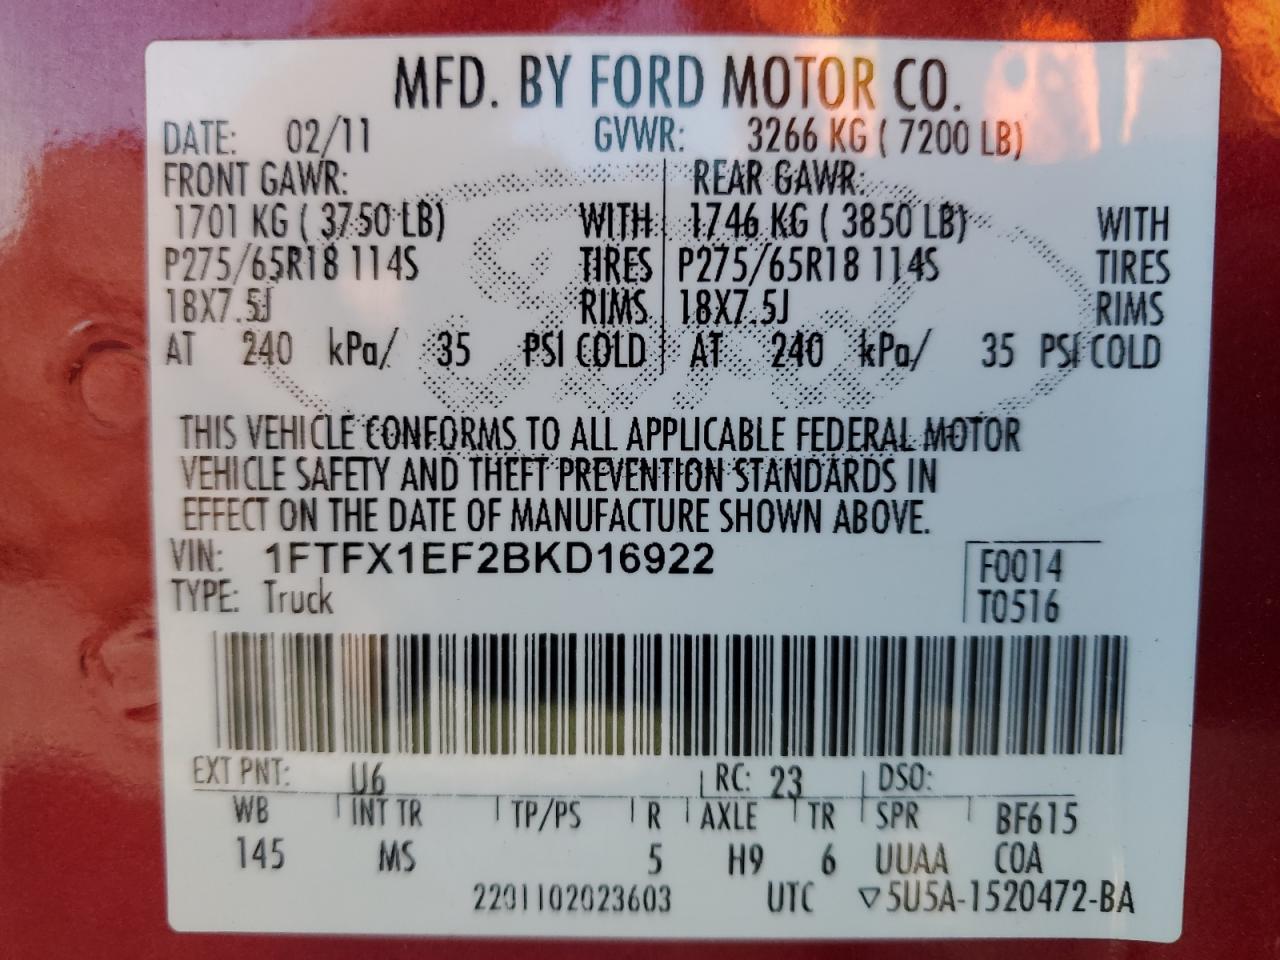 MFD. BY FORD MOTOR CO.
DATE: 02/11 GVWR: 3266 KG ( 7200 LB)
FRONT GAWR: REAR GAWR:
1701 KG ( 3750 LB) WITH 1746 KG ( 3850 LB) WITH
P275/65R18 114S TIRES P275/65R18 114S TIRES
18X7.5J RIMS 18X7.5J RIMS
AT 240 kPa/ 35 PSI COLD AT 240 kPa/ 35 PSI COLD
THIS VEHICLE CONFORMS TO ALL APPLICABLE FEDERAL MOTOR
VEHICLE SAFETY AND THEFT PREVENTION STANDARDS IN
EFFECT ON THE DATE OF MANUFACTURE SHOWN ABOVE.
VIN: 1FTFX1EF2BKD16922 F0014
TYPE: Truck T0516
EXT PNT: U6 RC: 23 DSO:
WB INT TR TP/PS R AXLE TR SPR BF615
145 MS 5 H9 6 UUAA COA
2201102023603 UTC ▽5U5A-1520472-BA